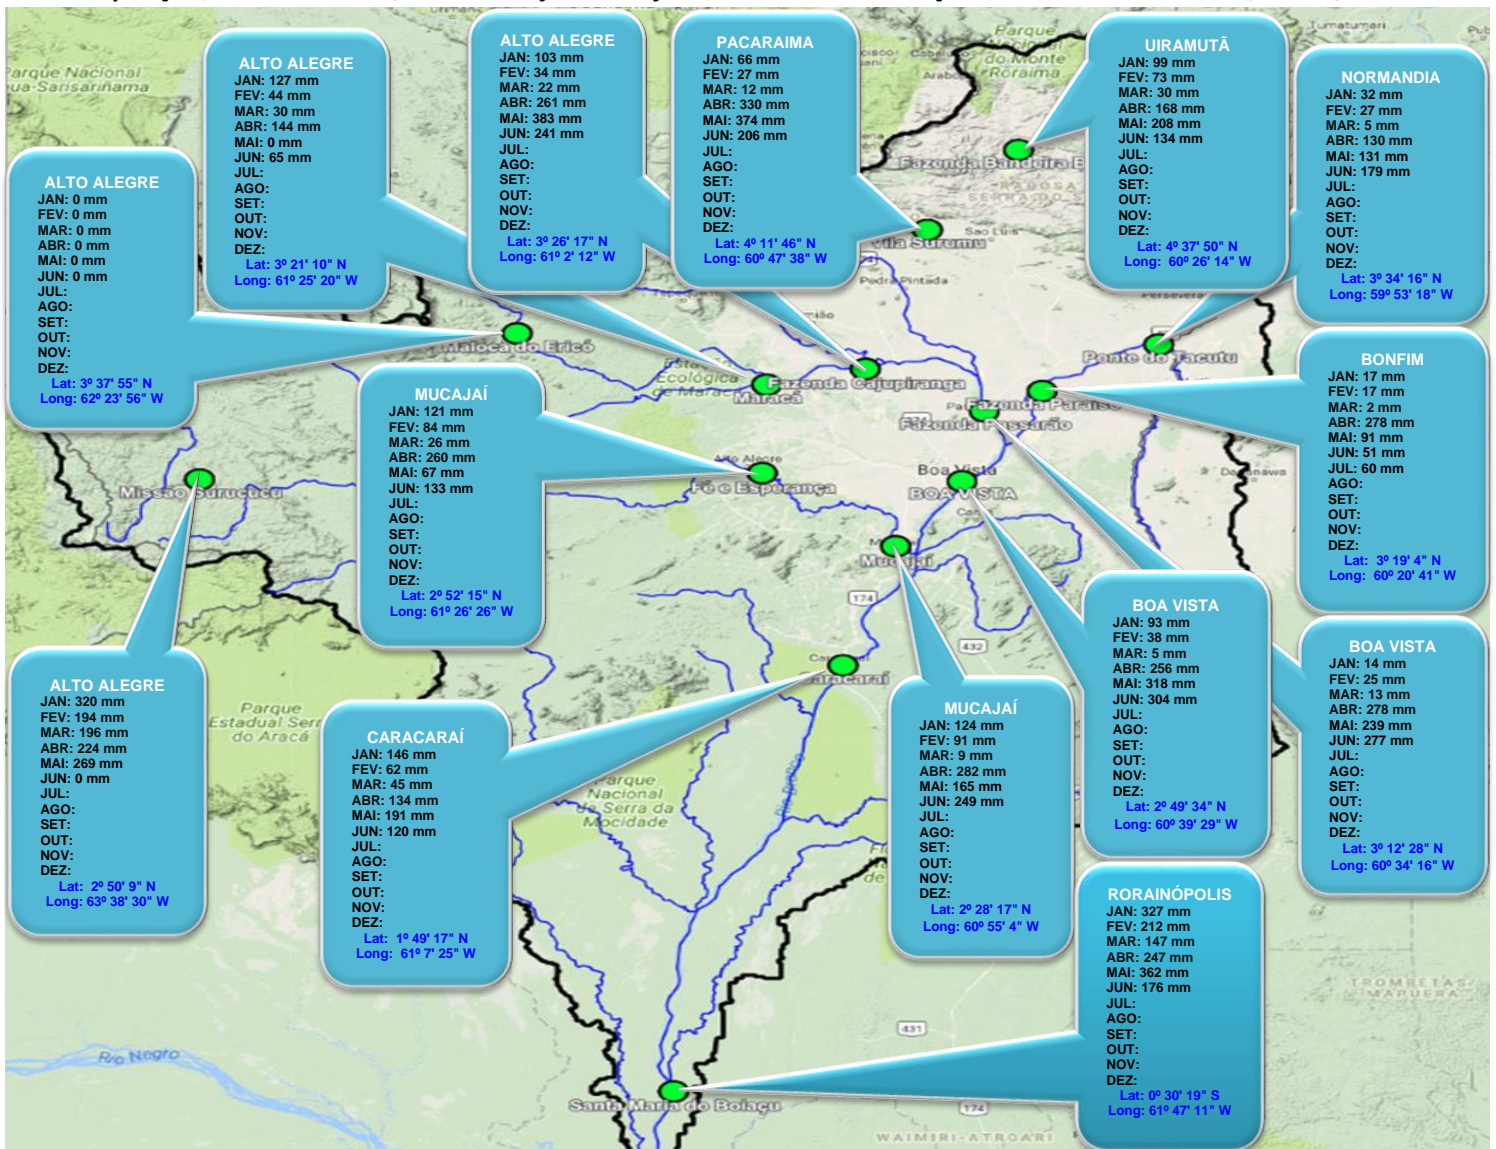 ALTO ALEGRE
JAN: 127 mm
FEV: 44 mm
MAR: 30 mm
ABR: 144 mm
MAI: 0 mm
JUN: 65 mm
JUL:
AGO:
SET:
OUT:
NOV:
DEZ:
Lat: 3º 21' 10" N
Long: 61º 25' 20" W
ALTO ALEGRE
JAN: 103 mm
FEV: 34 mm
MAR: 22 mm
ABR: 261 mm
MAI: 383 mm
JUN: 241 mm
JUL:
AGO:
SET:
OUT:
NOV:
DEZ:
Lat: 3º 26' 17" N
Long: 61º 2' 12" W
PACARAIMA
JAN: 66 mm
FEV: 27 mm
MAR: 12 mm
ABR: 330 mm
MAI: 374 mm
JUN: 206 mm
JUL:
AGO:
SET:
OUT:
NOV:
DEZ:
Lat: 4º 11' 46" N
Long: 60º 47' 38" W
UIRAMUTÃ
JAN: 99 mm
FEV: 73 mm
MAR: 30 mm
ABR: 168 mm
MAI: 208 mm
JUN: 134 mm
JUL:
AGO:
SET:
OUT:
NOV:
DEZ:
Lat: 4º 37' 50" N
Long: 60º 26' 14" W
NORMANDIA
JAN: 32 mm
FEV: 27 mm
MAR: 5 mm
ABR: 130 mm
MAI: 131 mm
JUN: 179 mm
JUL:
AGO:
SET:
OUT:
NOV:
DEZ:
Lat: 3º 34' 16" N
Long: 59º 53' 18" W
ALTO ALEGRE
JAN: 0 mm
FEV: 0 mm
MAR: 0 mm
ABR: 0 mm
MAI: 0 mm
JUN: 0 mm
JUL:
AGO:
SET:
OUT:
NOV:
DEZ:
Lat: 3º 37' 55" N
Long: 62º 23' 56" W
MUCAJAÍ
JAN: 121 mm
FEV: 84 mm
MAR: 26 mm
ABR: 260 mm
MAI: 67 mm
JUN: 133 mm
JUL:
AGO:
SET:
OUT:
NOV:
DEZ:
Lat: 2º 52' 15" N
Long: 61º 26' 26" W
BONFIM
JAN: 17 mm
FEV: 17 mm
MAR: 2 mm
ABR: 278 mm
MAI: 91 mm
JUN: 51 mm
JUL: 60 mm
AGO:
SET:
OUT:
NOV:
DEZ:
Lat: 3º 19' 4" N
Long: 60º 20' 41" W
BOA VISTA
JAN: 93 mm
FEV: 38 mm
MAR: 5 mm
ABR: 256 mm
MAI: 318 mm
JUN: 304 mm
JUL:
AGO:
SET:
OUT:
NOV:
DEZ:
Lat: 2º 49' 34" N
Long: 60º 39' 29" W
BOA VISTA
JAN: 14 mm
FEV: 25 mm
MAR: 13 mm
ABR: 278 mm
MAI: 239 mm
JUN: 277 mm
JUL:
AGO:
SET:
OUT:
NOV:
DEZ:
Lat: 3º 12' 28" N
Long: 60º 34' 16" W
ALTO ALEGRE
JAN: 320 mm
FEV: 194 mm
MAR: 196 mm
ABR: 224 mm
MAI: 269 mm
JUN: 0 mm
JUL:
AGO:
SET:
OUT:
NOV:
DEZ:
Lat: 2º 50' 9" N
Long: 63º 38' 30" W
CARACARAÍ
JAN: 146 mm
FEV: 62 mm
MAR: 45 mm
ABR: 134 mm
MAI: 191 mm
JUN: 120 mm
JUL:
AGO:
SET:
OUT:
NOV:
DEZ:
Lat: 1º 49' 17" N
Long: 61º 7' 25" W
MUCAJAÍ
JAN: 124 mm
FEV: 91 mm
MAR: 9 mm
ABR: 282 mm
MAI: 165 mm
JUN: 249 mm
JUL:
AGO:
SET:
OUT:
NOV:
DEZ:
Lat: 2º 28' 17" N
Long: 60º 55' 4" W
RORAINÓPOLIS
JAN: 327 mm
FEV: 212 mm
MAR: 147 mm
ABR: 247 mm
MAI: 362 mm
JUN: 176 mm
JUL:
AGO:
SET:
OUT:
NOV:
DEZ:
Lat: 0º 30' 19" S
Long: 61º 47' 11" W
Parque Nacional
Parque
do Monte
Roraima
Tumatumari
Fazenda Bandeira B
Vila Surumu
Sao Luis
Pedra Pintada
Maloca do Ericó
Estação
Ecológica
de Maracá
Maracá
Fazenda Cajupiranga
Ponte do Tacutu
Fazenda Paraíso
Fazenda Passarão
Missão Surucucu
Alto Alegre
Fé e Esperança
Boa Vista
BOA VISTA
Mucajaí
174
432
Caracaraí
Parque
Estadual Serra
do Aracá
Parque
Nacional
da Serra da
Mocidade
Rio Branco
Rio Negro
431
174
Santa Maria do Boiaçu
TROMBETAS/
MAPUERA
WAIMIRI-ATROARI